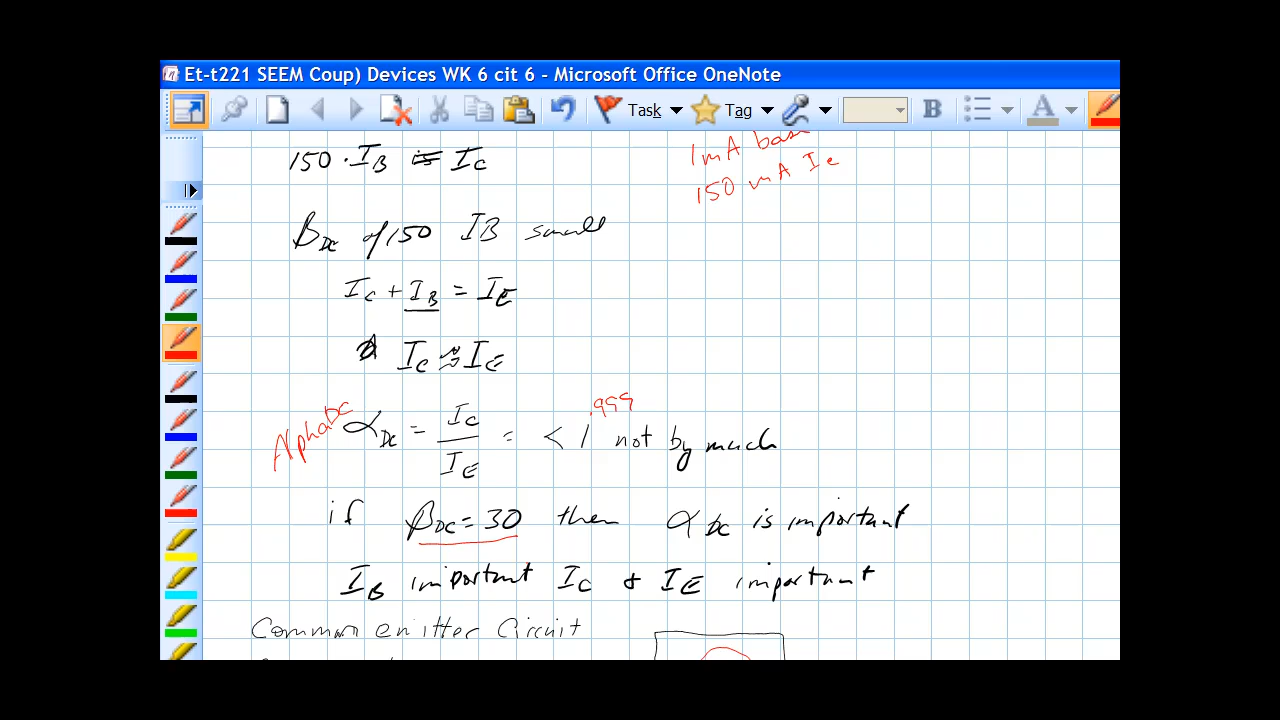 Et-t221 SEEM Coup) Devices WK 6 cit 6 - Microsoft Office OneNote
Task Tag B A
1mA base
150 · IB = IC
150 mA Ie
βDC of 150 IB small
IC + IB = IE
IC ≈ IE
.999
Alpha DC αDC = IC / IE = < 1 not by much
if βDC = 30 then αDC is important
IB important IC & IE important
Common emitter Circuit